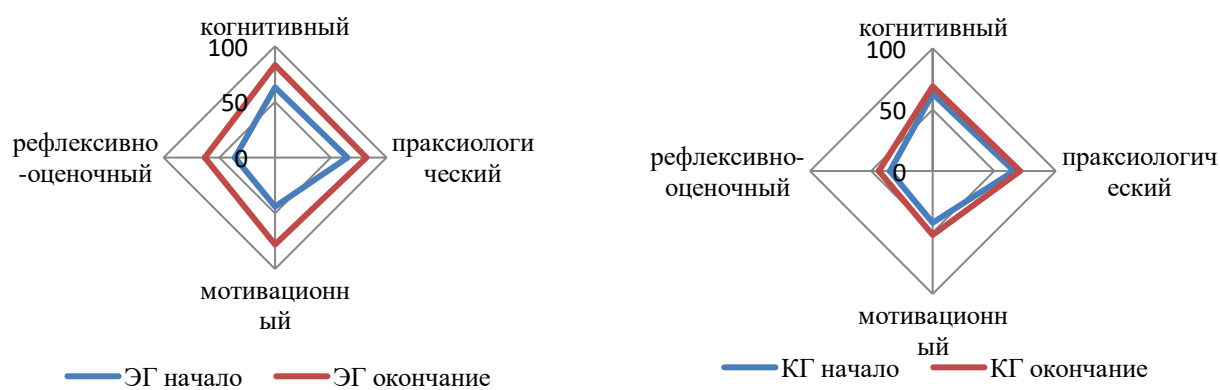 когнитивный
100
50
0
рефлексивно
-оценочный
праксиологи
ческий
мотивационн
ый
ЭГ начало
ЭГ окончание
когнитивный
100
50
0
рефлексивно-
оценочный
праксиологич
еский
мотивационн
ый
КГ начало
КГ окончание